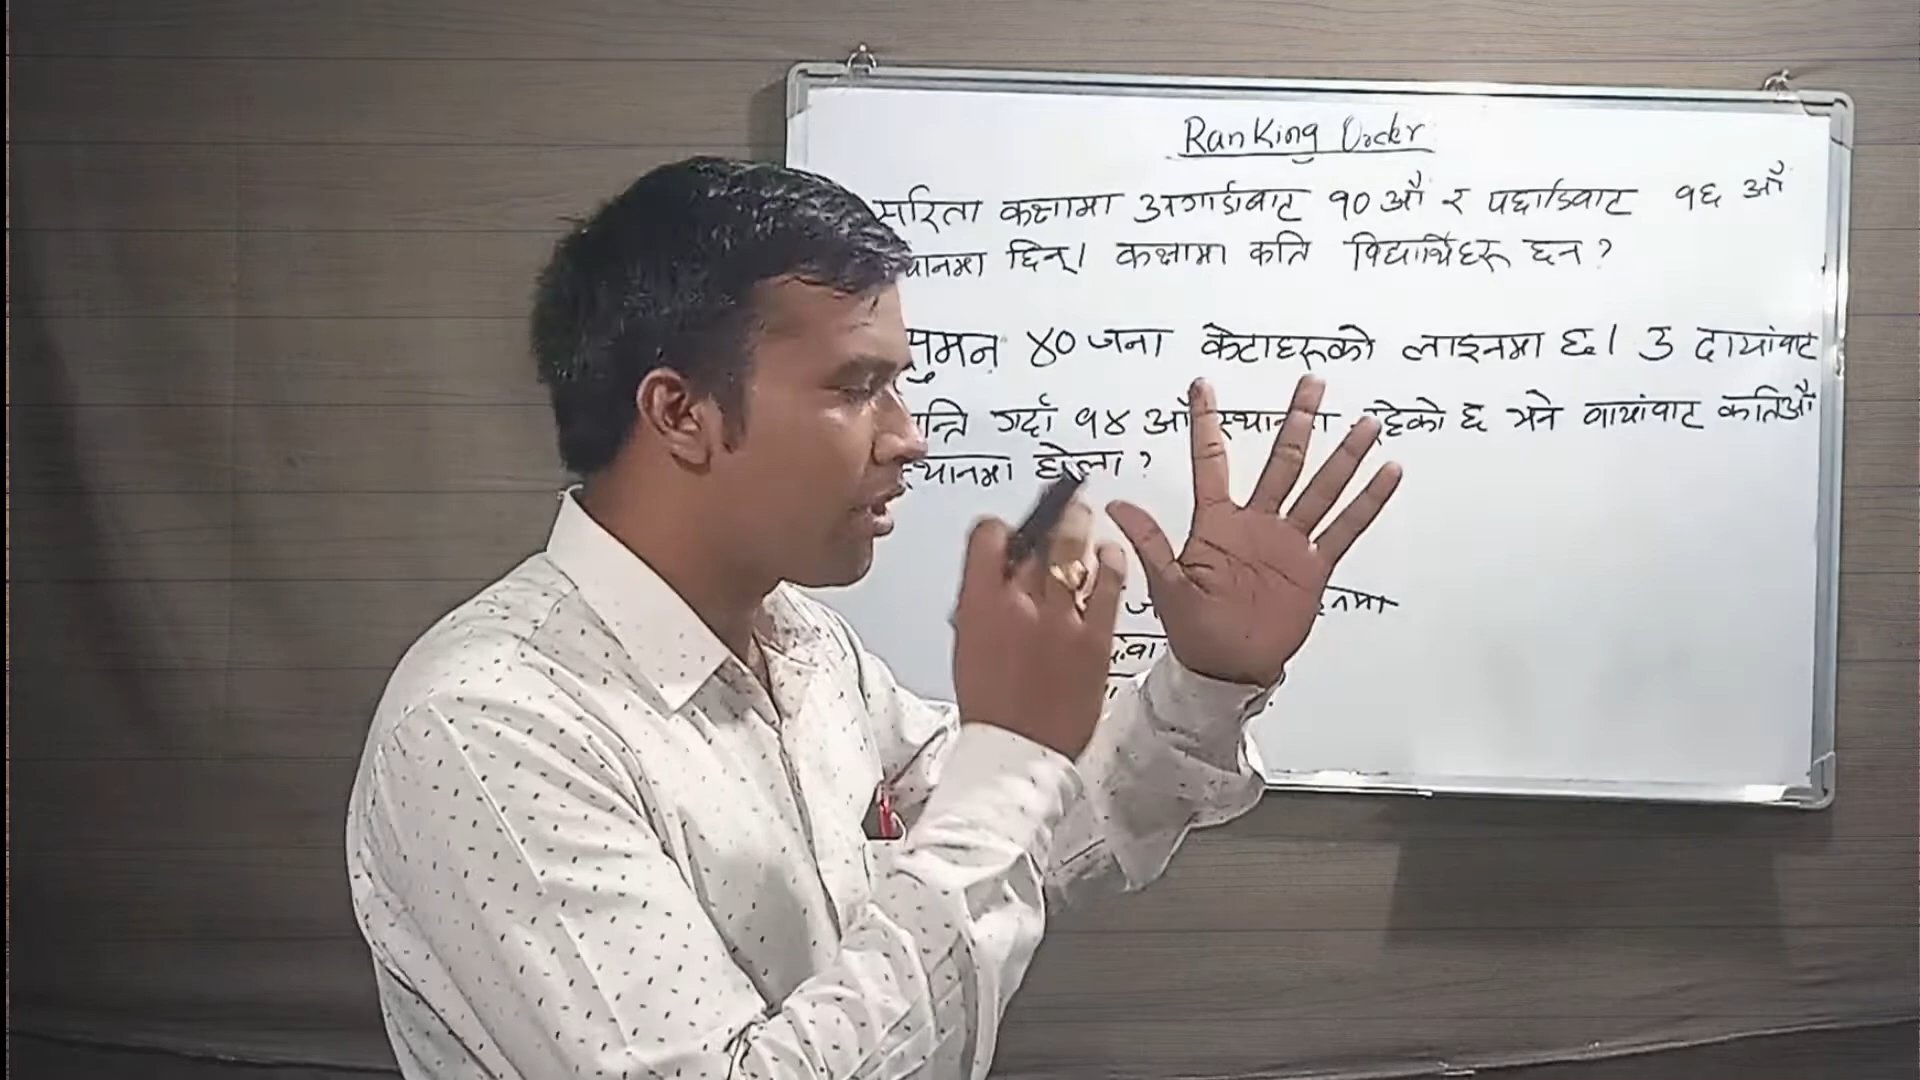 Ranking Order
सरिता कक्षामा अगाडीबाट १० औं र पछाडिबाट १६ औं
थानमा छिन्। कक्षामा कति विद्यार्थिहरू छन ?
सुमन ४० जना केटाहरूको लाइनमा छ। उ दायांबाट
न्ति गर्दा १४ औं स्थानमा रहेको छ भने बायांबाट कतिऔं
स्थानमा होला ?